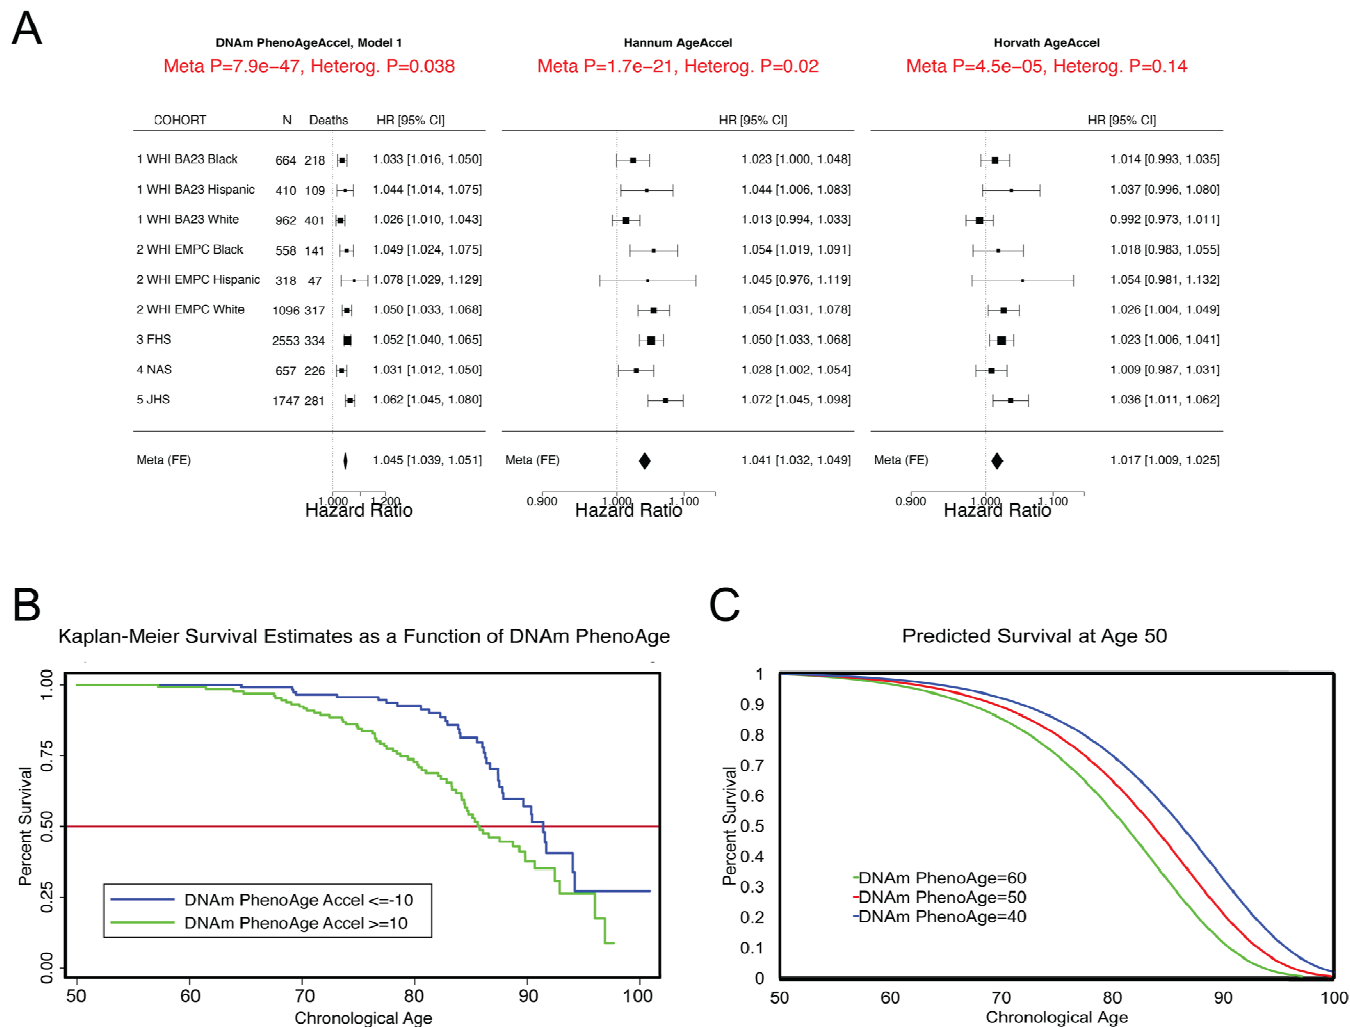 A
DNAm PhenoAgeAccel, Model 1
Meta P=7.9e−47, Heterog. P=0.038
Hannum AgeAccel
Meta P=1.7e−21, Heterog. P=0.02
Horvath AgeAccel
Meta P=4.5e−05, Heterog. P=0.14
COHORT N Deaths HR [95% CI] HR [95% CI] HR [95% CI]
1 WHI BA23 Black 664 218 1.033 [1.016, 1.050] 1.023 [1.000, 1.048] 1.014 [0.993, 1.035]
1 WHI BA23 Hispanic 410 109 1.044 [1.014, 1.075] 1.044 [1.006, 1.083] 1.037 [0.996, 1.080]
1 WHI BA23 White 962 401 1.026 [1.010, 1.043] 1.013 [0.994, 1.033] 0.992 [0.973, 1.011]
2 WHI EMPC Black 558 141 1.049 [1.024, 1.075] 1.054 [1.019, 1.091] 1.018 [0.983, 1.055]
2 WHI EMPC Hispanic 318 47 1.078 [1.029, 1.129] 1.045 [0.976, 1.119] 1.054 [0.981, 1.132]
2 WHI EMPC White 1096 317 1.050 [1.033, 1.068] 1.054 [1.031, 1.078] 1.026 [1.004, 1.049]
3 FHS 2553 334 1.052 [1.040, 1.065] 1.050 [1.033, 1.068] 1.023 [1.006, 1.041]
4 NAS 657 226 1.031 [1.012, 1.050] 1.028 [1.002, 1.054] 1.009 [0.987, 1.031]
5 JHS 1747 281 1.062 [1.045, 1.080] 1.072 [1.045, 1.098] 1.036 [1.011, 1.062]
Meta (FE) 1.045 [1.039, 1.051] Meta (FE) 1.041 [1.032, 1.049] Meta (FE) 1.017 [1.009, 1.025]
1.000 1.200 0.900 1.000 1.100 0.900 1.000 1.100
Hazard Ratio Hazard Ratio Hazard Ratio
B
Kaplan-Meier Survival Estimates as a Function of DNAm PhenoAge
Percent Survival
1.00
0.75
0.50
0.25
0.00
DNAm PhenoAge Accel <=-10
DNAm PhenoAge Accel >=10
50 60 70 80 90 100
Chronological Age
C
Predicted Survival at Age 50
Percent Survival
1
0.9
0.8
0.7
0.6
0.5
0.4
0.3
0.2
0.1
0
DNAm PhenoAge=60
DNAm PhenoAge=50
DNAm PhenoAge=40
50 60 70 80 90 100
Chronological Age